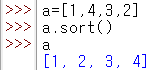 >>> a=[1,4,3,2]
>>> a.sort()
>>> a
[1, 2, 3, 4]